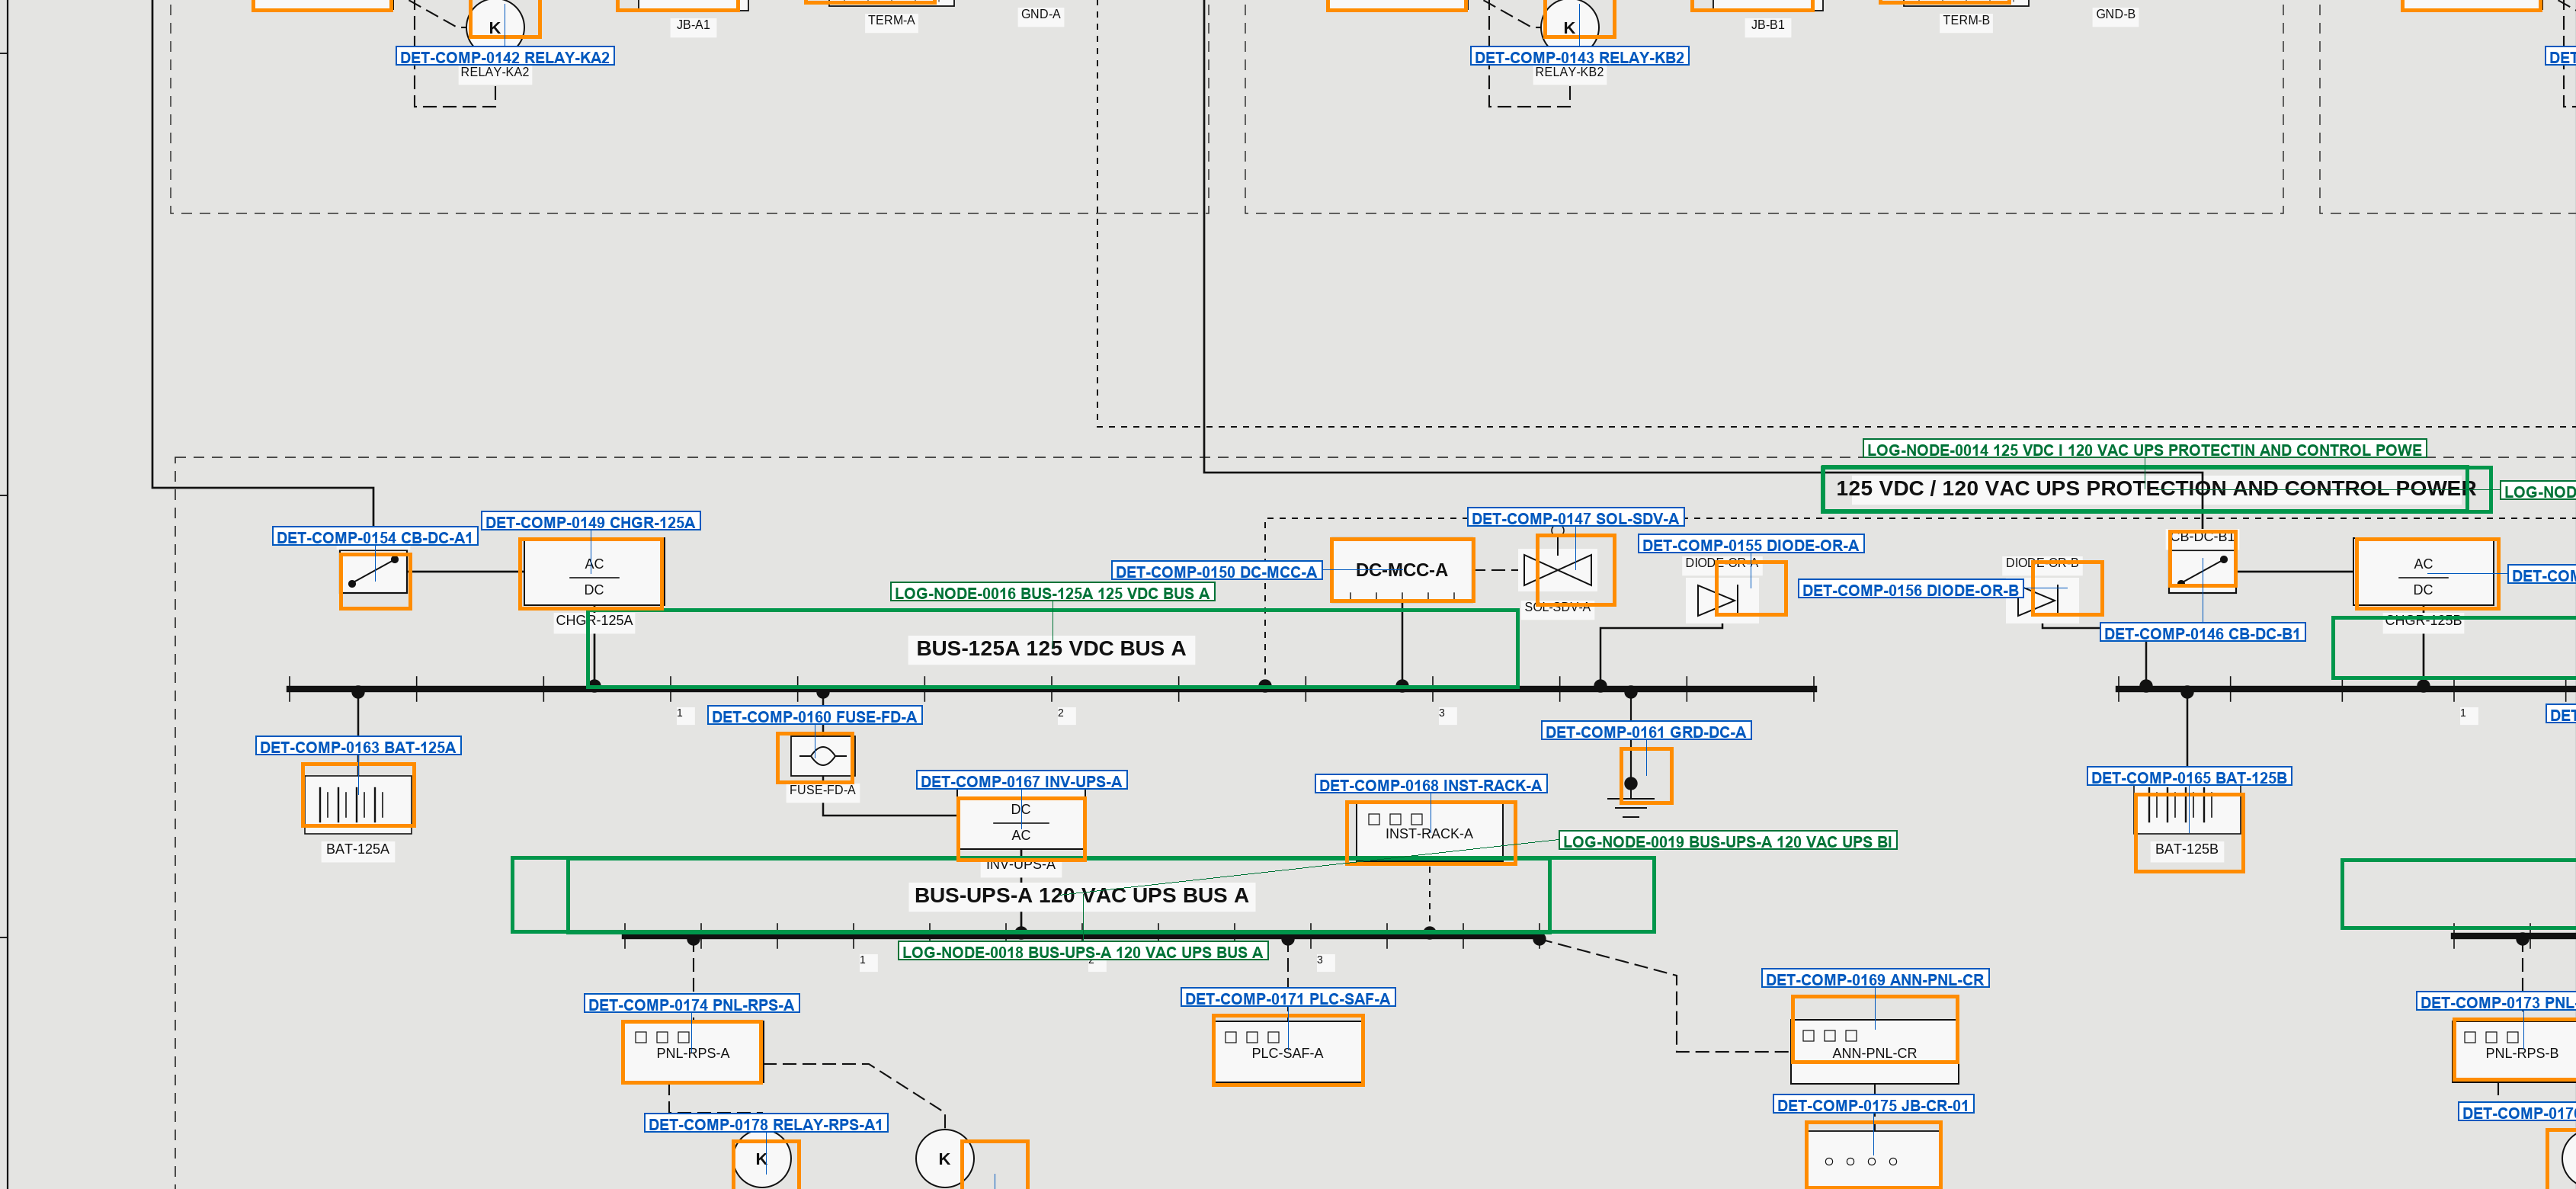 K
JB-A1
TERM-A
GND-A
DET-COMP-0142 RELAY-KA2
RELAY-KA2
K
JB-B1
TERM-B
GND-B
DET-COMP-0143 RELAY-KB2
RELAY-KB2
LOG-NODE-0014 125 VDC I 120 VAC UPS PROTECTIN AND CONTROL POWE
125 VDC / 120 VAC UPS PROTECTION AND CONTROL POWER
DET-COMP-0154 CB-DC-A1
DET-COMP-0149 CHGR-125A
AC
DC
CHGR-125A
DET-COMP-0147 SOL-SDV-A
DET-COMP-0150 DC-MCC-A
DC-MCC-A
SOL-SDV-A
DET-COMP-0155 DIODE-OR-A
DIODE-OR-A
DET-COMP-0156 DIODE-OR-B
DIODE-OR-B
CB-DC-B1
DET-COMP-0146 CB-DC-B1
AC
DC
CHGR-125B
LOG-NODE-0016 BUS-125A 125 VDC BUS A
BUS-125A 125 VDC BUS A
1
2
3
1
DET-COMP-0163 BAT-125A
BAT-125A
DET-COMP-0160 FUSE-FD-A
FUSE-FD-A
DET-COMP-0167 INV-UPS-A
DC
AC
INV-UPS-A
DET-COMP-0168 INST-RACK-A
INST-RACK-A
DET-COMP-0161 GRD-DC-A
DET-COMP-0165 BAT-125B
BAT-125B
LOG-NODE-0019 BUS-UPS-A 120 VAC UPS BI
BUS-UPS-A 120 VAC UPS BUS A
LOG-NODE-0018 BUS-UPS-A 120 VAC UPS BUS A
1
2
3
DET-COMP-0174 PNL-RPS-A
PNL-RPS-A
DET-COMP-0171 PLC-SAF-A
PLC-SAF-A
DET-COMP-0169 ANN-PNL-CR
ANN-PNL-CR
DET-COMP-0173 PNL-
PNL-RPS-B
DET-COMP-0178 RELAY-RPS-A1
K
K
DET-COMP-0175 JB-CR-01